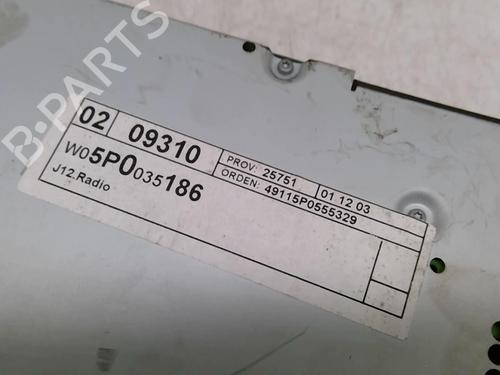 B-PARTS
02 09310 PROV: 25751 01 12 03
W05P0035186 ORDEN: 49115P0555329
J12.Radio